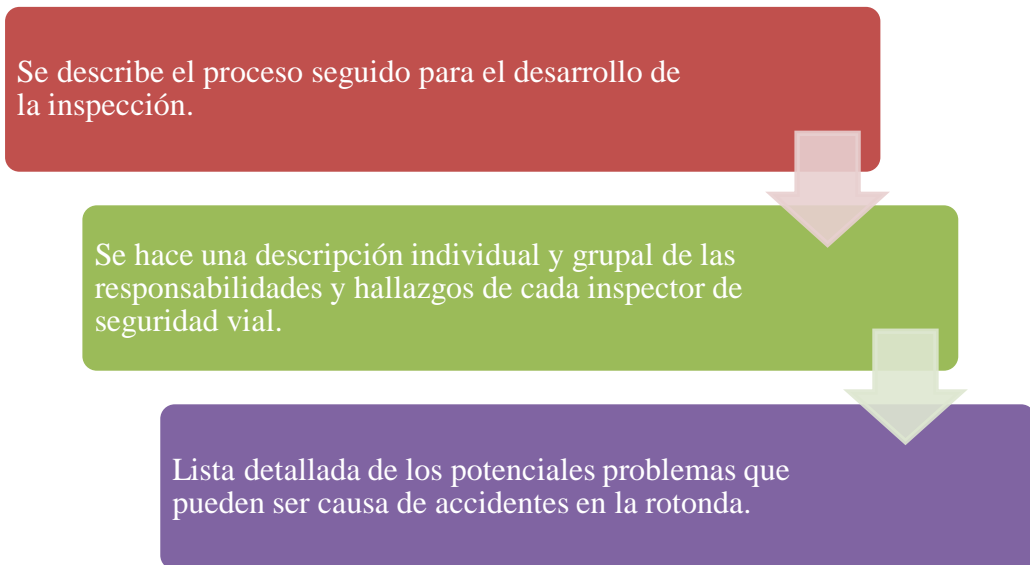 Se describe el proceso seguido para el desarrollo de
la inspección.
Se hace una descripción individual y grupal de las
responsabilidades y hallazgos de cada inspector de
seguridad vial.
Lista detallada de los potenciales problemas que
pueden ser causa de accidentes en la rotonda.